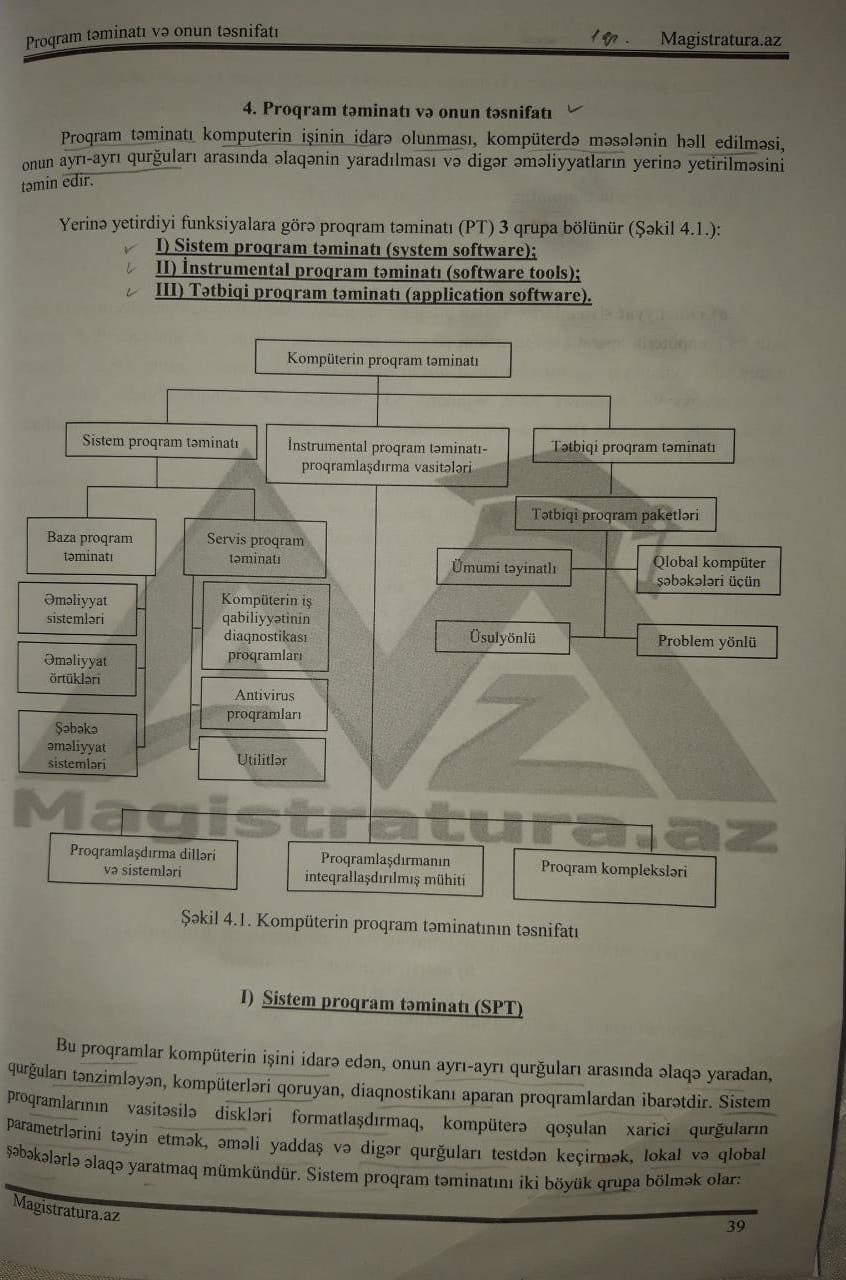 Proqram təminatı və onun təsnifatı
Magistratura.az
4. Proqram təminatı və onun təsnifatı
Proqram təminatı komputerin işinin idarə olunması, kompüterdə məsələnin həll edilməsi,
onun ayrı-ayrı qurğuları arasında əlaqənin yaradılması və digər əməliyyatların yerinə yetirilməsini
təmin edir.
Yerinə yetirdiyi funksiyalara görə proqram təminatı (PT) 3 qrupa bölünür (Şəkil 4.1.):
I) Sistem proqram təminatı (system software);
II) İnstrumental proqram təminatı (software tools);
III) Tətbiqi proqram təminatı (application software).
Kompüterin proqram təminatı
Sistem proqram təminatı
İnstrumental proqram təminatı-
proqramlaşdırma vasitələri
Tətbiqi proqram təminatı
Tətbiqi proqram paketləri
Baza proqram
təminatı
Servis proqram
təminatı
Ümumi təyinatlı
Qlobal kompüter
şəbəkələri üçün
Əməliyyat
sistemləri
Kompüterin iş
qabiliyyətinin
diaqnostikası
proqramları
Üsulyönlü
Problem yönlü
Əməliyyat
örtükləri
Antivirus
proqramları
Şəbəkə
əməliyyat
sistemləri
Utilitlər
AZ
Magistratura.az
Proqramlaşdırma dilləri
və sistemləri
Proqramlaşdırmanın
inteqrallaşdırılmış mühiti
Proqram kompleksləri
Şəkil 4.1. Kompüterin proqram təminatının təsnifatı
I) Sistem proqram təminatı (SPT)
Bu proqramlar kompüterin işini idarə edən, onun ayrı-ayrı qurğuları arasında əlaqə yaradan,
qurğuları tənzimləyən, kompüterləri qoruyan, diaqnostikanı aparan proqramlardan ibarətdir. Sistem
proqramlarının vasitəsilə diskləri formatlaşdırmaq, kompüterə qoşulan xarici qurğuların
parametrlərini təyin etmək, əməli yaddaş və digər qurğuları testdən keçirmək, lokal və qlobal
şəbəkələrlə əlaqə yaratmaq mümkündür. Sistem proqram təminatını iki böyük qrupa bölmək olar:
Magistratura.az
39